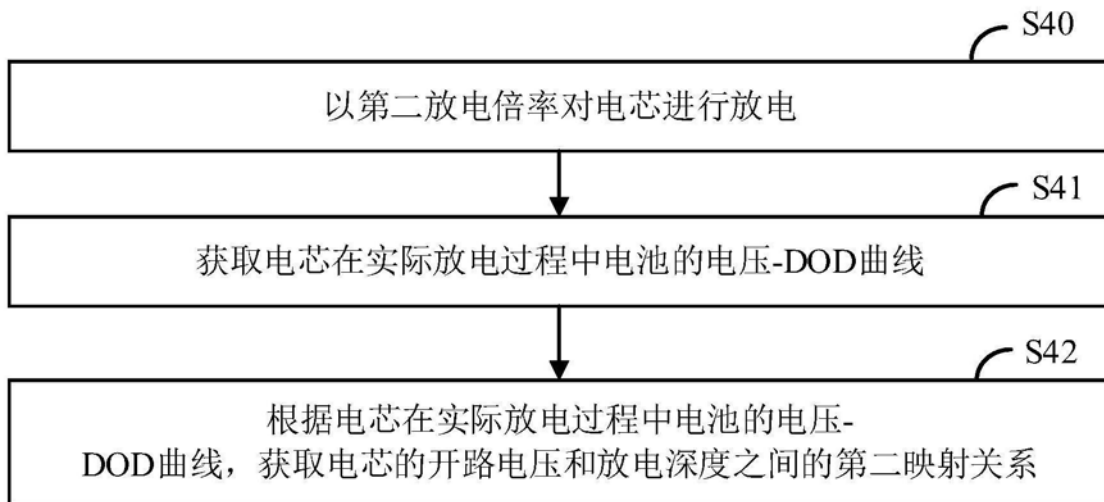 S40
以第二放电倍率对电芯进行放电
S41
获取电芯在实际放电过程中电池的电压-DOD曲线
S42
根据电芯在实际放电过程中电池的电压-
DOD曲线，获取电芯的开路电压和放电深度之间的第二映射关系